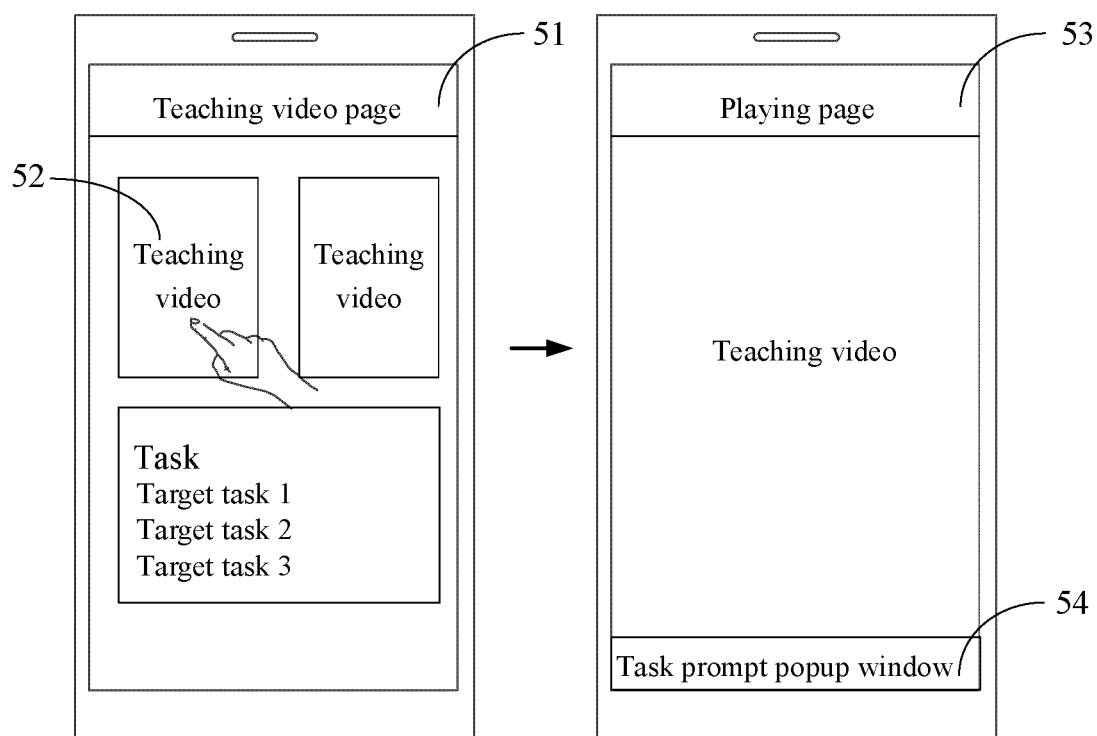 51
Teaching video page
52
Teaching
video
Teaching
video
Task
Target task 1
Target task 2
Target task 3
53
Playing page
Teaching video
54
Task prompt popup window